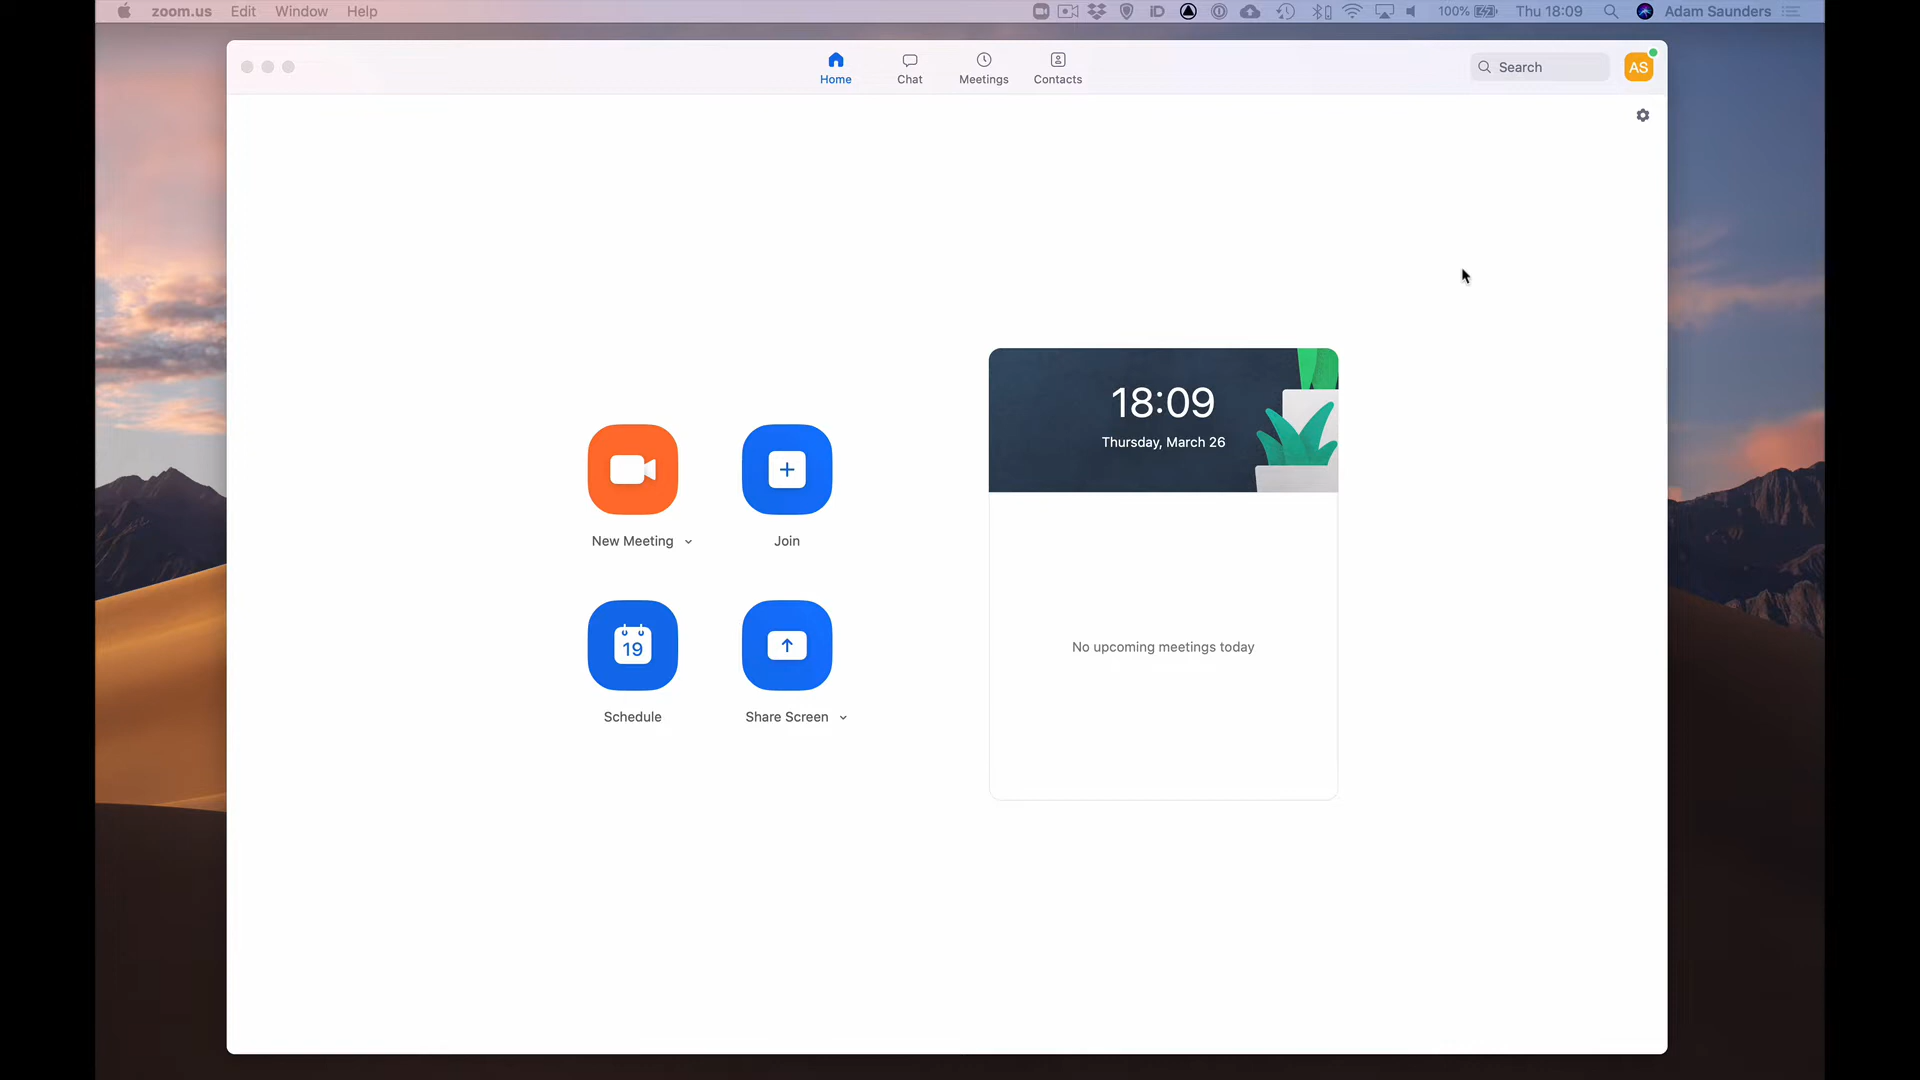 zoom.us Edit Window Help 100% Thu 18:09 Adam Saunders
Home Chat Meetings Contacts
Search AS
18:09
Thursday, March 26
New Meeting Join
No upcoming meetings today
19
Schedule Share Screen